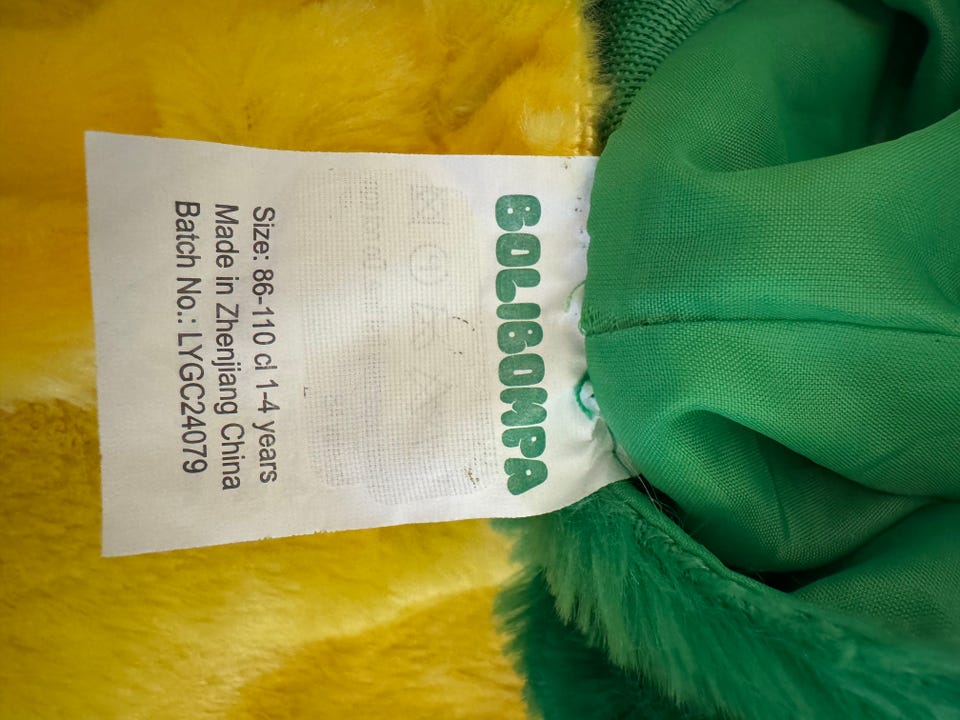 BOLIBOMPA
Size: 86-110 cl 1-4 years
Made in Zhenjiang China
Batch No.: LYGC24079